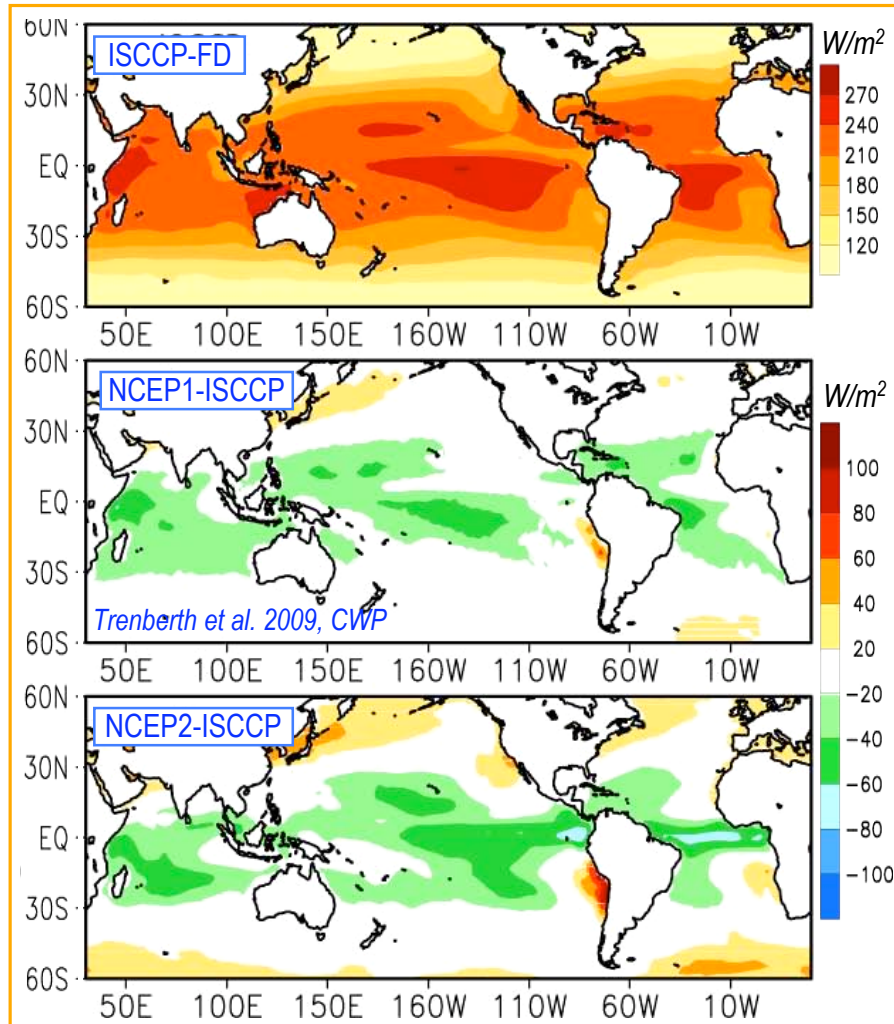 60N
ISCCP-FD
W/m²
30N
270
240
EQ
210
180
30S
150
120
60S
50E 100E 150E 160W 110W 60W 10W
60N
NCEP1-ISCCP
W/m²
30N
100
80
EQ
60
40
30S
20
Trenberth et al. 2009, CWP
60S
50E 100E 150E 160W 110W 60W 10W
−20
60N
NCEP2-ISCCP
−40
30N
−60
EQ
−80
−100
30S
60S
50E 100E 150E 160W 110W 60W 10W